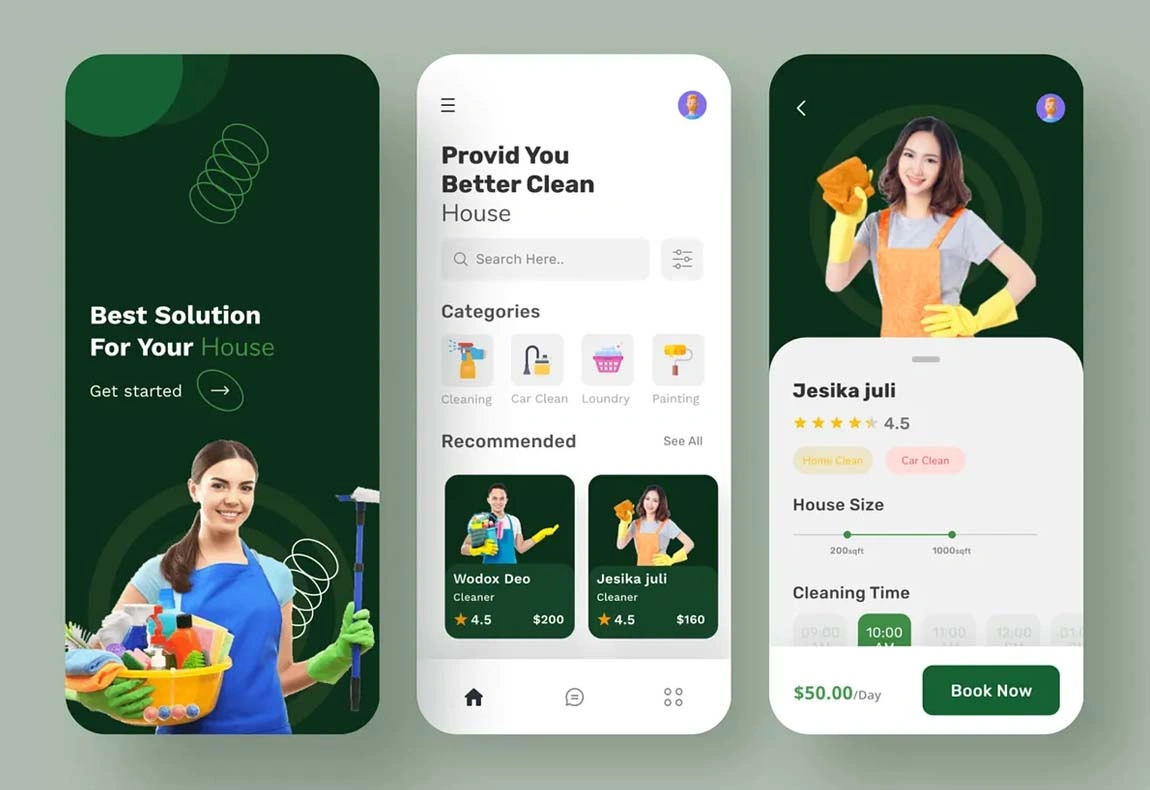 Best Solution
For Your House
Get started
Provid You
Better Clean
House
Search Here..
Categories
Cleaning
Car Clean
Loundry
Painting
Recommended
See All
Wodox Deo
Cleaner
4.5
$200
Jesika juli
Cleaner
4.5
$160
Jesika juli
4.5
Home Clean
Car Clean
House Size
200sqft
1000sqft
Cleaning Time
09:00
10:00
AM
11:00
12:00
$50.00/Day
Book Now